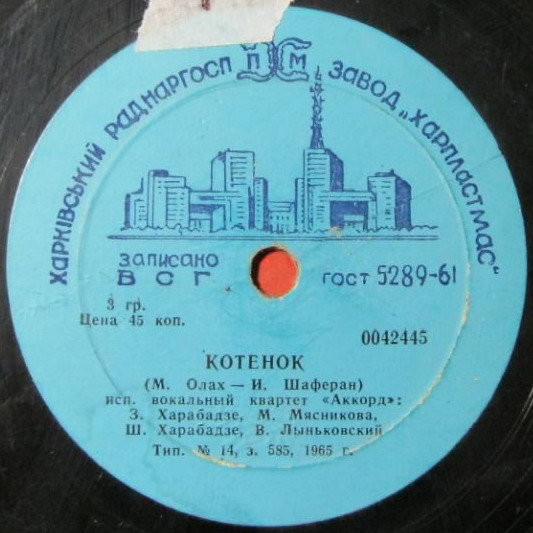 ХАРКІВСЬКИЙ РАДНАРГОСП ПСМ ЗАВОД „ХАРПЛАСТМАС“
ЗАПИСАНО
ВСГ
ГОСТ 5289-61
3 гр.
Цена 45 коп.
0042445
КОТЕНОК
(М. Олах — И. Шаферан)
исп. вокальный квартет «Аккорд»:
З. Харабадзе, М. Мясникова,
Ш. Харабадзе, В. Лыньковский
Тип. № 14, з. 585, 1965 г.